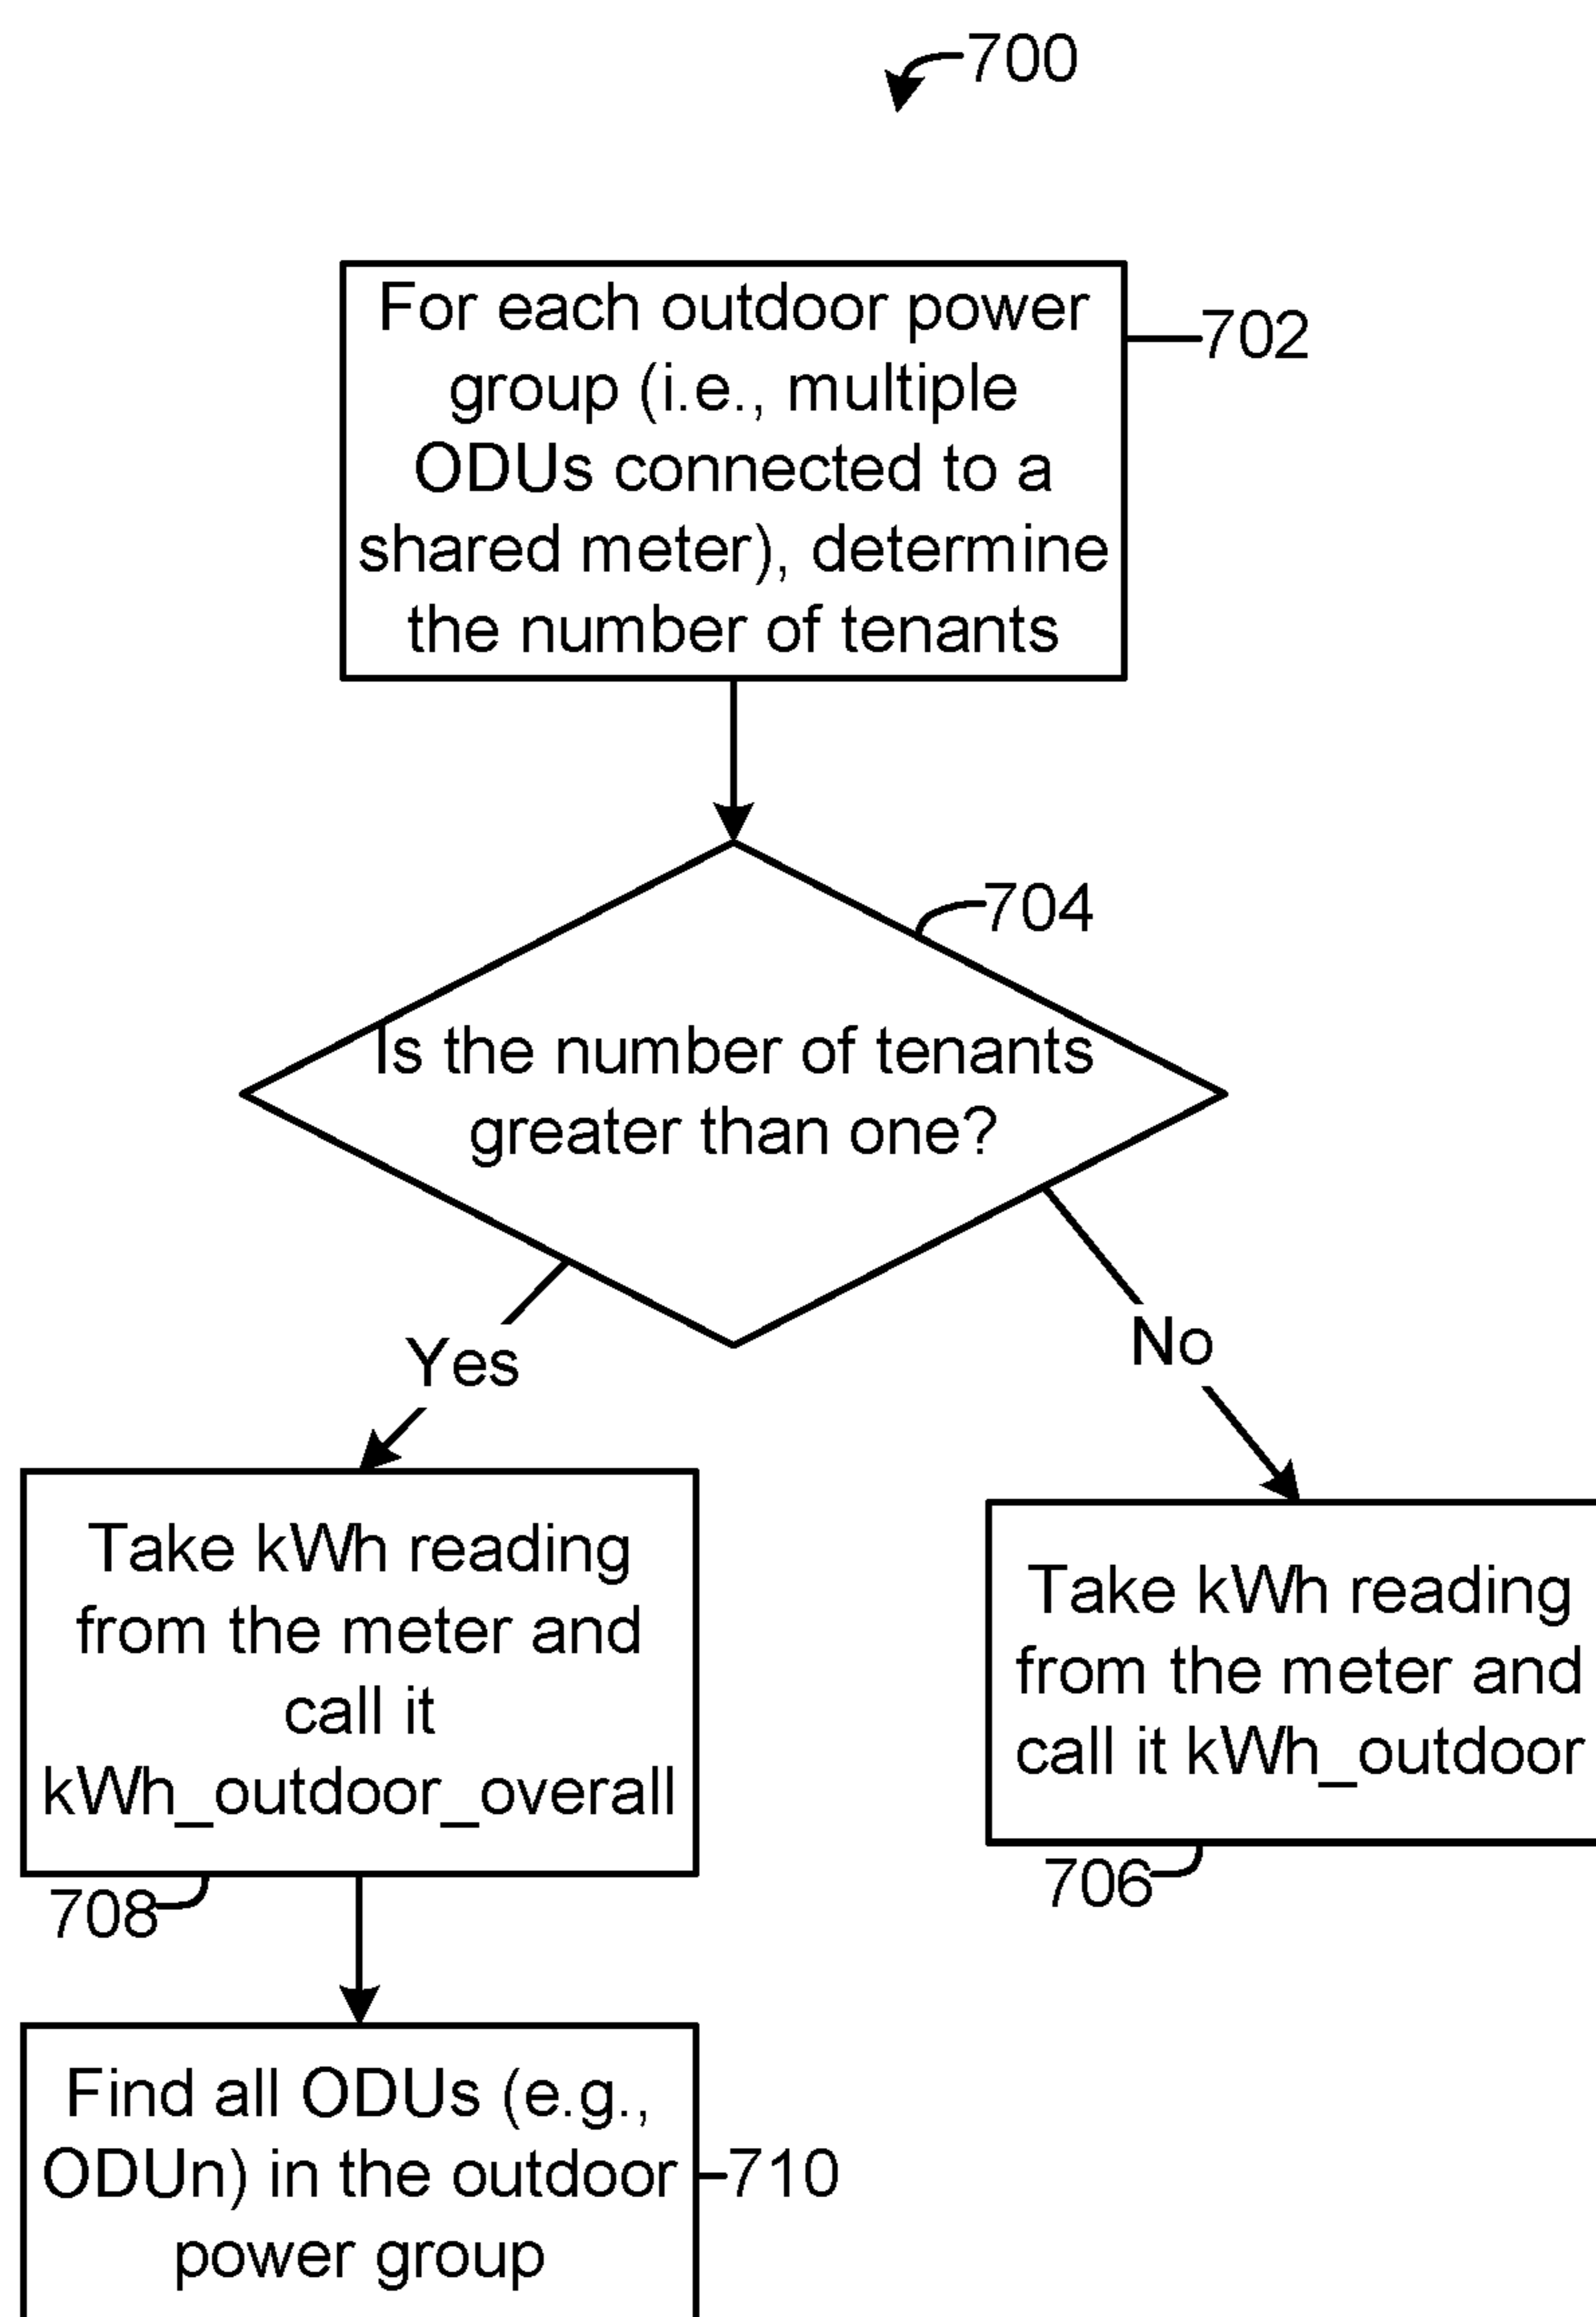 700
For each outdoor power
group (i.e., multiple
ODUs connected to a
shared meter), determine
the number of tenants
702
704
Is the number of tenants
greater than one?
Yes
No
Take kWh reading
from the meter and
call it
kWh_outdoor_overall
708
Take kWh reading
from the meter and
call it kWh_outdoor
706
Find all ODUs (e.g.,
ODUn) in the outdoor
power group
710